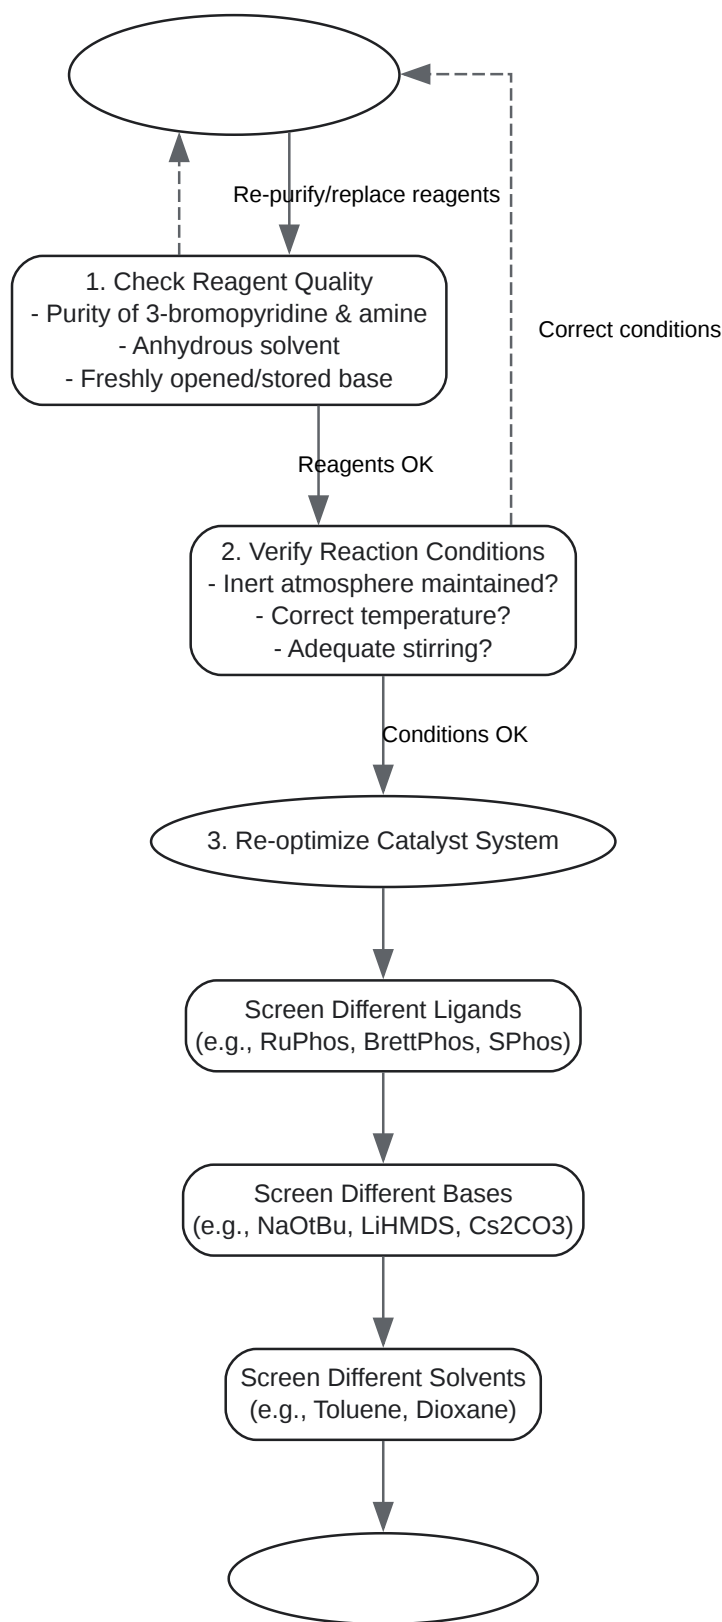 Re-purify/replace reagents
1. Check Reagent Quality
- Purity of 3-bromopyridine & amine
- Anhydrous solvent
- Freshly opened/stored base
Correct conditions
Reagents OK
2. Verify Reaction Conditions
- Inert atmosphere maintained?
- Correct temperature?
- Adequate stirring?
Conditions OK
3. Re-optimize Catalyst System
Screen Different Ligands
(e.g., RuPhos, BrettPhos, SPhos)
Screen Different Bases
(e.g., NaOtBu, LiHMDS, Cs2CO3)
Screen Different Solvents
(e.g., Toluene, Dioxane)